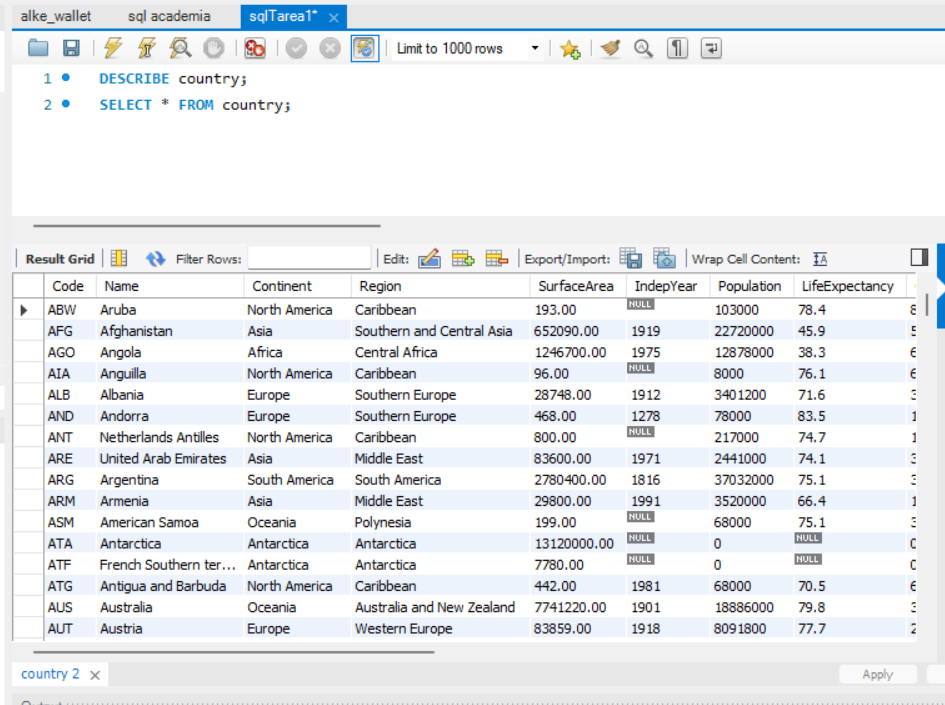 alke_wallet sql academia sqlTarea1* ×
Limit to 1000 rows
1 DESCRIBE country;
2 SELECT * FROM country;
Result Grid Filter Rows: Edit: Export/Import: Wrap Cell Content: IA
Code Name Continent Region SurfaceArea IndepYear Population LifeExpectancy
ABW Aruba North America Caribbean 193.00 NULL 103000 78.4 8
AFG Afghanistan Asia Southern and Central Asia 652090.00 1919 22720000 45.9 5
AGO Angola Africa Central Africa 1246700.00 1975 12878000 38.3 6
AIA Anguilla North America Caribbean 96.00 NULL 8000 76.1 6
ALB Albania Europe Southern Europe 28748.00 1912 3401200 71.6 3
AND Andorra Europe Southern Europe 468.00 1278 78000 83.5 1
ANT Netherlands Antilles North America Caribbean 800.00 NULL 217000 74.7 1
ARE United Arab Emirates Asia Middle East 83600.00 1971 2441000 74.1 3
ARG Argentina South America South America 2780400.00 1816 37032000 75.1 3
ARM Armenia Asia Middle East 29800.00 1991 3520000 66.4 1
ASM American Samoa Oceania Polynesia 199.00 NULL 68000 75.1 3
ATA Antarctica Antarctica Antarctica 13120000.00 NULL 0 NULL 0
ATF French Southern ter... Antarctica Antarctica 7780.00 NULL 0 NULL 0
ATG Antigua and Barbuda North America Caribbean 442.00 1981 68000 70.5 6
AUS Australia Oceania Australia and New Zealand 7741220.00 1901 18886000 79.8 3
AUT Austria Europe Western Europe 83859.00 1918 8091800 77.7 2
country 2 × Apply